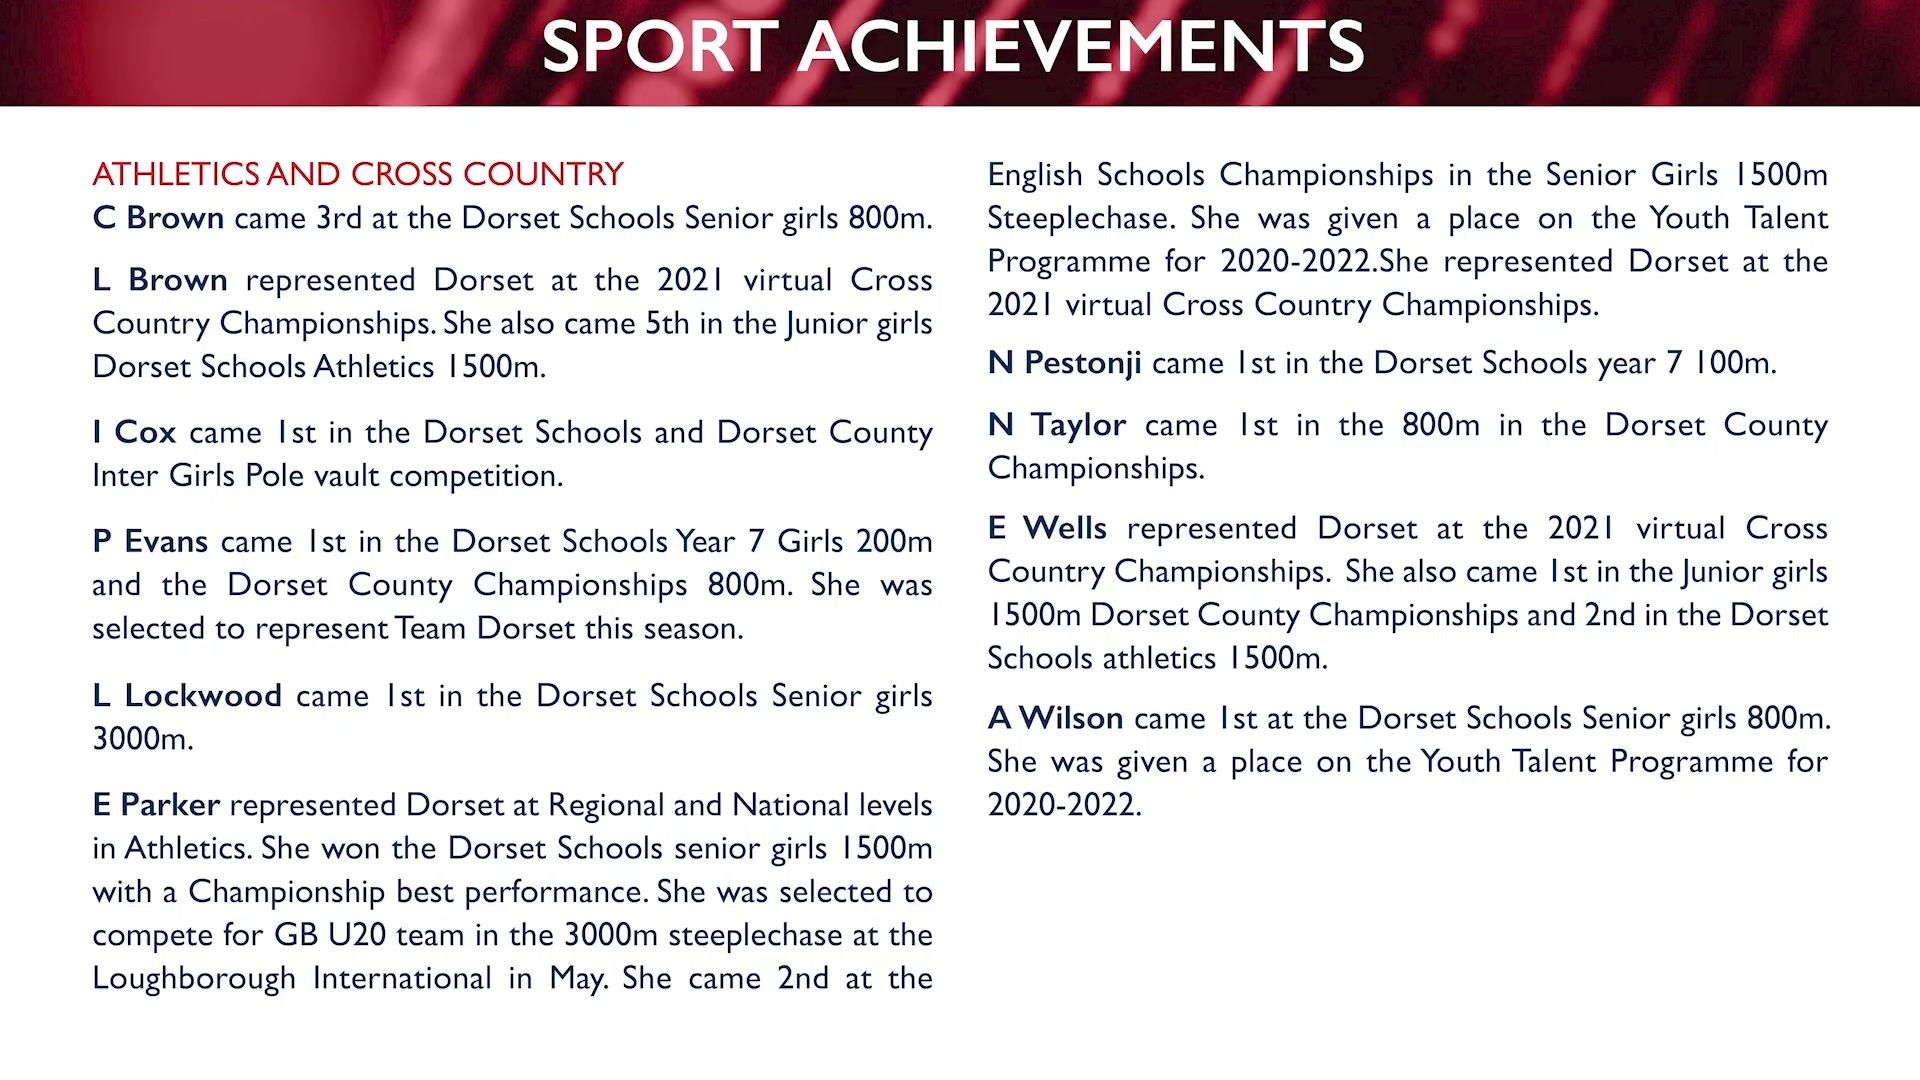 SPORT ACHIEVEMENTS
ATHLETICS AND CROSS COUNTRY
C Brown came 3rd at the Dorset Schools Senior girls 800m.
L Brown represented Dorset at the 2021 virtual Cross
Country Championships. She also came 5th in the Junior girls
Dorset Schools Athletics 1500m.
I Cox came 1st in the Dorset Schools and Dorset County
Inter Girls Pole vault competition.
P Evans came 1st in the Dorset Schools Year 7 Girls 200m
and the Dorset County Championships 800m. She was
selected to represent Team Dorset this season.
L Lockwood came 1st in the Dorset Schools Senior girls
3000m.
E Parker represented Dorset at Regional and National levels
in Athletics. She won the Dorset Schools senior girls 1500m
with a Championship best performance. She was selected to
compete for GB U20 team in the 3000m steeplechase at the
Loughborough International in May. She came 2nd at the
English Schools Championships in the Senior Girls 1500m
Steeplechase. She was given a place on the Youth Talent
Programme for 2020-2022.She represented Dorset at the
2021 virtual Cross Country Championships.
N Pestonji came 1st in the Dorset Schools year 7 100m.
N Taylor came 1st in the 800m in the Dorset County
Championships.
E Wells represented Dorset at the 2021 virtual Cross
Country Championships. She also came 1st in the Junior girls
1500m Dorset County Championships and 2nd in the Dorset
Schools athletics 1500m.
A Wilson came 1st at the Dorset Schools Senior girls 800m.
She was given a place on the Youth Talent Programme for
2020-2022.